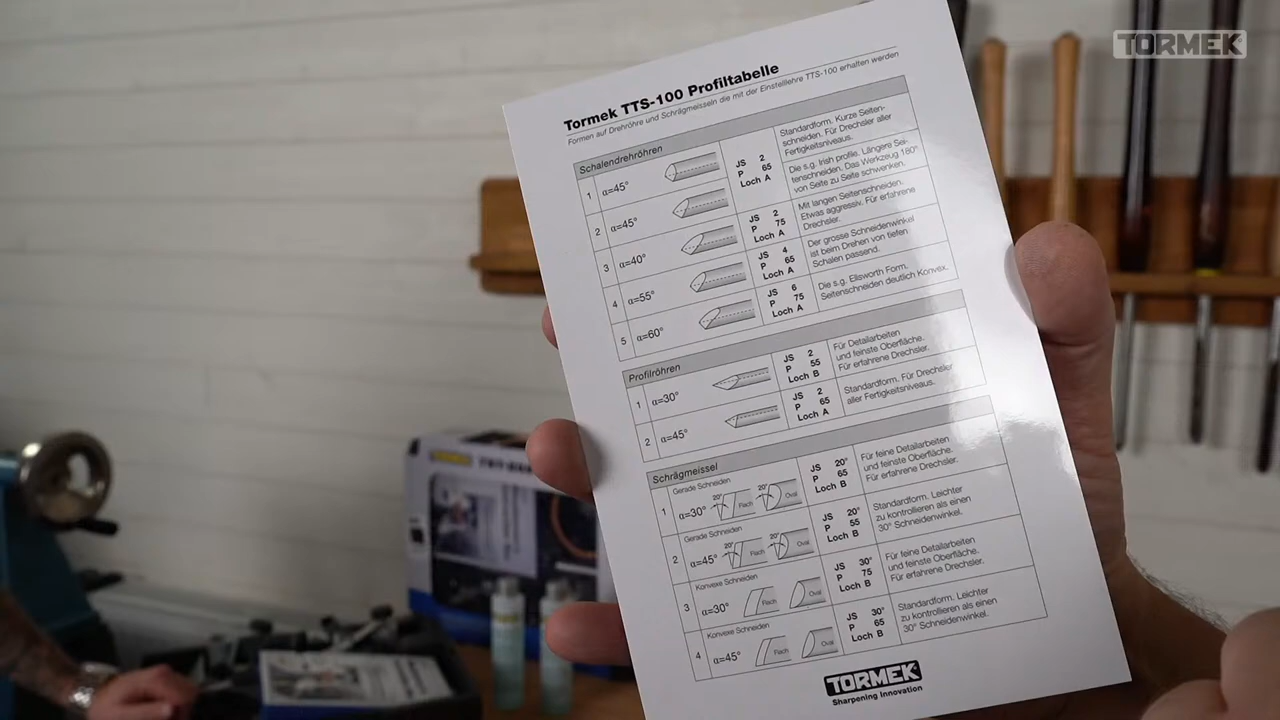 TORMEK
Tormek TTS-100 Profiltabelle
Formen auf Drehröhre und Schrägmeisseln die mit der Einstelllehre TTS-100 erhalten werden
Schalendrehröhren
1 α=45° JS 2 P 65 Loch A
Standardform. Kurze Seiten-
schneiden. Für Drechsler aller
Fertigkeitsniveaus.
2 α=45°
Die s.g. Irish profile. Längere Sei-
tenschneiden. Das Werkzeug 180°
von Seite zu Seite schwenken.
3 α=40° JS 2 P 75 Loch A
Mit langen Seitenschneiden.
Etwas aggressiv. Für erfahrene
Drechsler.
4 α=55° JS 4 P 65 Loch A
Der grosse Schneidenwinkel
ist beim Drehen von tiefen
Schalen passend.
5 α=60° JS 6 P 75 Loch A
Die s.g. Ellsworth Form.
Seitenschneiden deutlich Konvex.
Profilröhren
1 α=30° JS 2 P 55 Loch B
Für Detailarbeiten
und feinste Oberfläche.
Für erfahrene Drechsler.
2 α=45° JS 2 P 65 Loch A
Standardform. Für Drechsler
aller Fertigkeitsniveaus.
Schrägmeissel
Gerade Schneiden
1 α=30° 20° Flach 20° Oval JS 20° P 65 Loch B
Für feine Detailarbeiten
und feinste Oberfläche.
Für erfahrene Drechsler.
Gerade Schneiden
2 α=45° 20° Flach 20° Oval JS 20° P 55 Loch B
Standardform. Leichter
zu kontrollieren als einen
30° Schneidenwinkel.
Konvexe Schneiden
3 α=30° Flach Oval JS 30° P 75 Loch B
Für feine Detailarbeiten
und feinste Oberfläche.
Für erfahrene Drechsler.
Konvexe Schneiden
4 α=45° Flach Oval JS 30° P 65 Loch B
Standardform. Leichter
zu kontrollieren als einen
30° Schneidenwinkel.
TORMEK
Sharpening Innovation